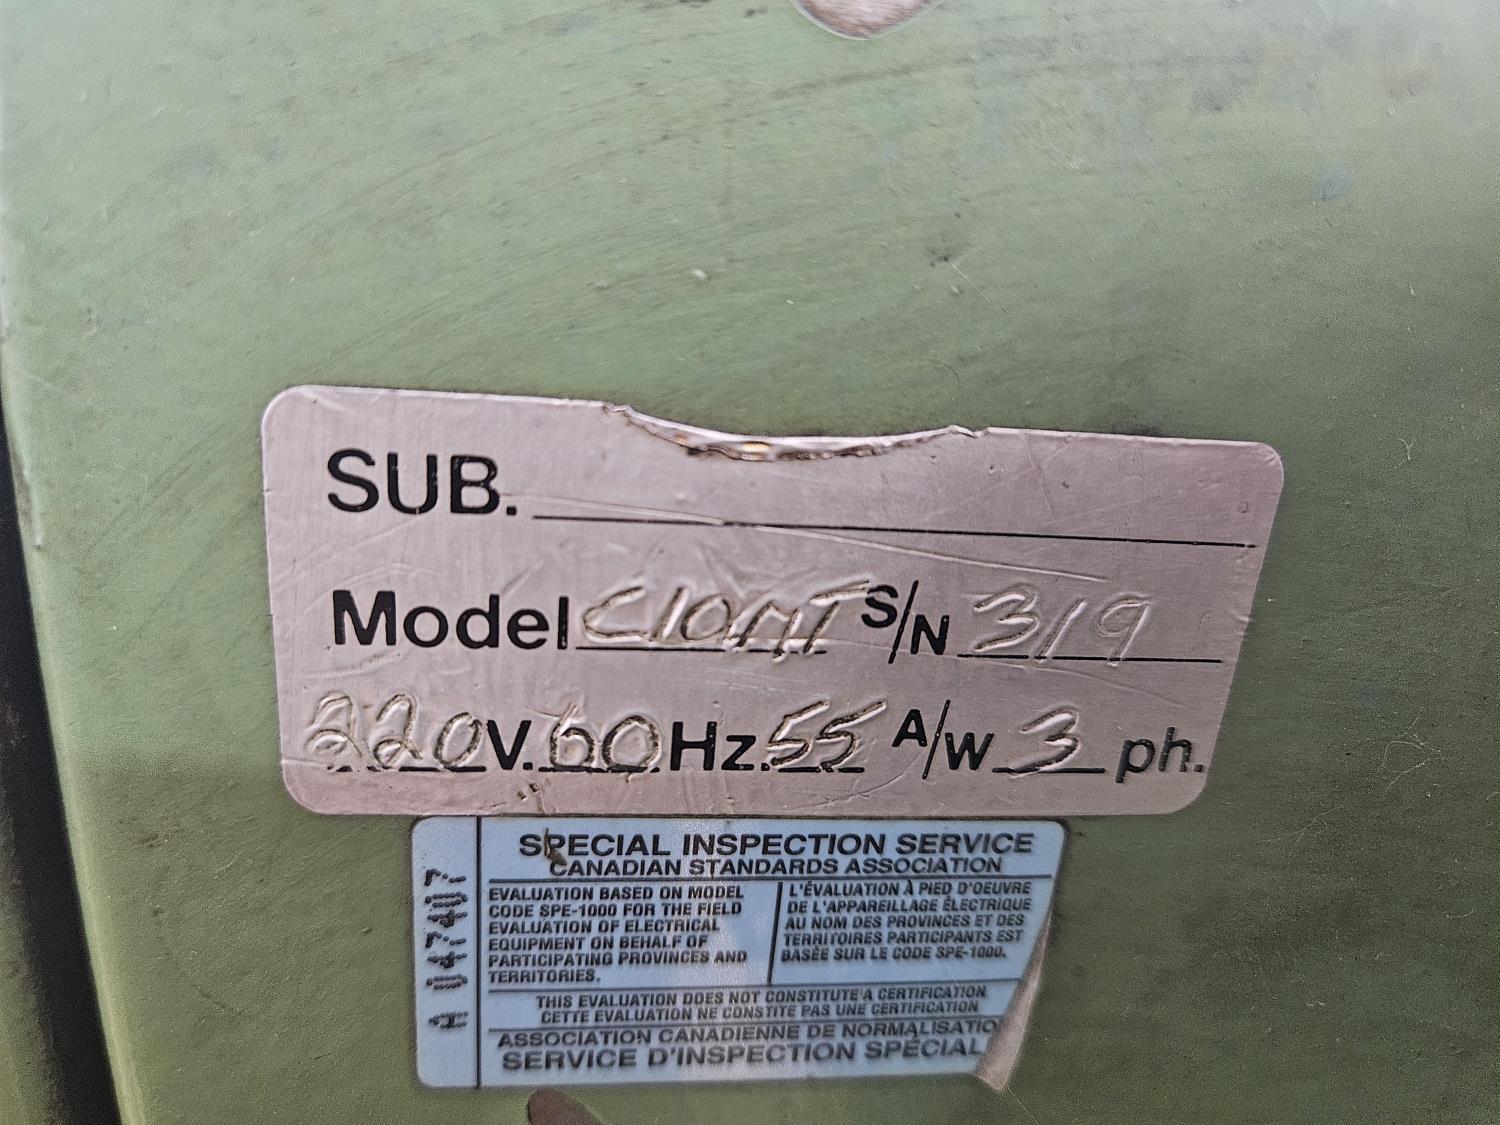 SUB.
Model C10MT S/N 319
220 V. 60 Hz. 55 A/W 3 ph.
SPECIAL INSPECTION SERVICE
CANADIAN STANDARDS ASSOCIATION
EVALUATION BASED ON MODEL
CODE SPE-1000 FOR THE FIELD
EVALUATION OF ELECTRICAL
EQUIPMENT ON BEHALF OF
PARTICIPATING PROVINCES AND
TERRITORIES.
L'ÉVALUATION À PIED D'OEUVRE
DE L'APPAREILLAGE ÉLECTRIQUE
AU NOM DES PROVINCES ET DES
TERRITOIRES PARTICIPANTS EST
BASÉE SUR LE CODE SPE-1000.
THIS EVALUATION DOES NOT CONSTITUTE A CERTIFICATION
CETTE EVALUATION NE CONSTITE PAS UNE CERTIFICATION
ASSOCIATION CANADIENNE DE NORMALISATIO
SERVICE D'INSPECTION SPÉCIAL